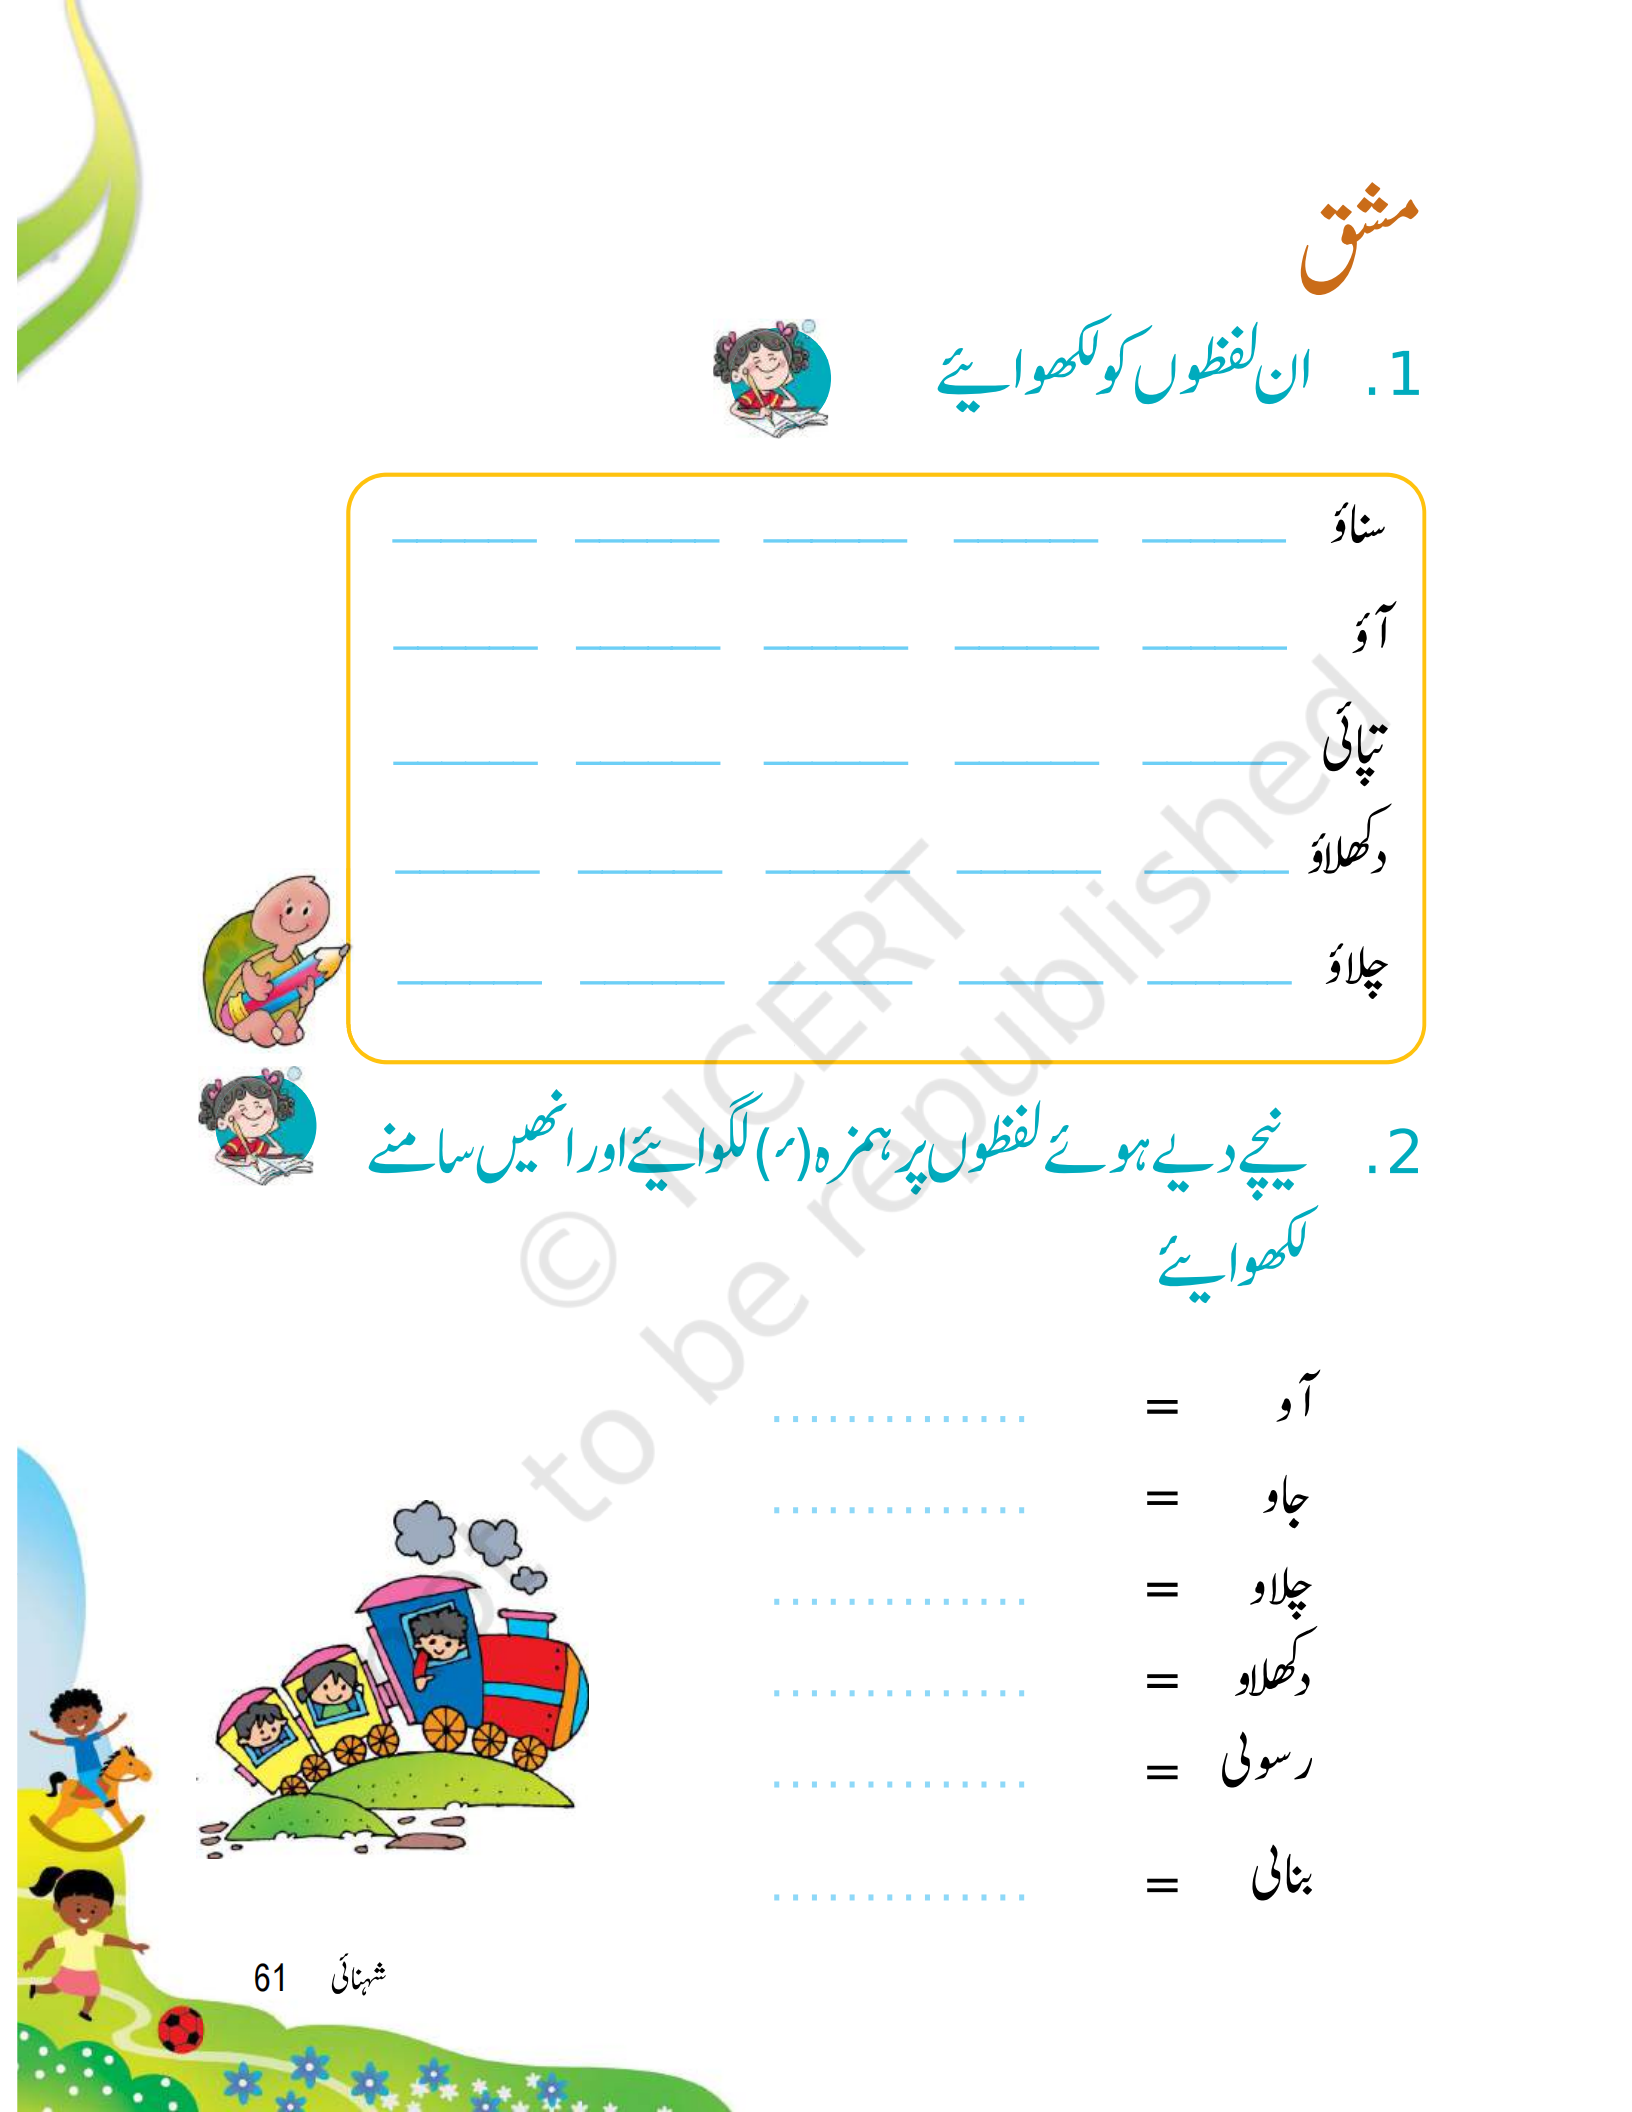 مشق
1. ان لفظوں کو لکھوایئے
سناؤ ______ ______ ______ ______ ______
آؤ ______ ______ ______ ______ ______
تپائی ______ ______ ______ ______ ______
دکھلاؤ ______ ______ ______ ______ ______
چلاؤ ______ ______ ______ ______ ______
2. نیچے دیے ہوئے لفظوں پر ہمزہ (ء) لگوایئے اور انھیں سامنے
لکھوایئے
آو = ..............
جاو = ..............
چلاو = ..............
دکھلاو = ..............
رسوئی = ..............
بنایی = ..............
شہنائی 61
© NCERT
not to be republished